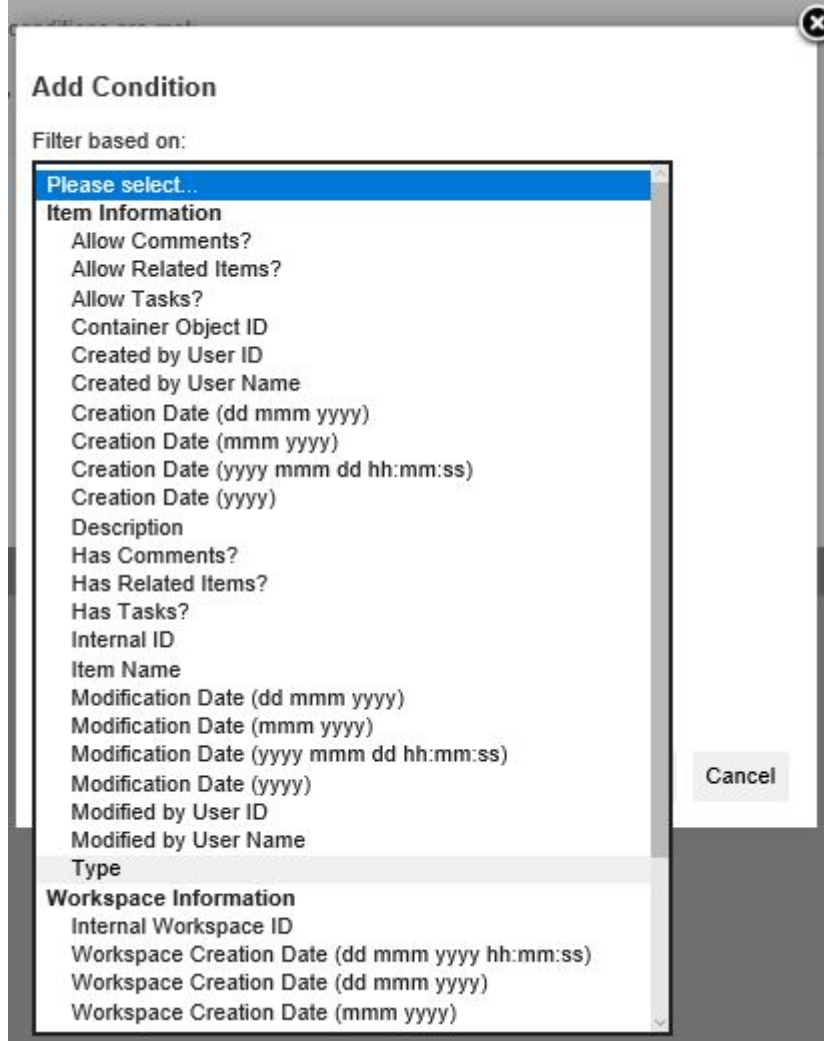 conditions are met:
Add Condition
Filter based on:
Please select...
Item Information
Allow Comments?
Allow Related Items?
Allow Tasks?
Container Object ID
Created by User ID
Created by User Name
Creation Date (dd mmm yyyy)
Creation Date (mmm yyyy)
Creation Date (yyyy mmm dd hh:mm:ss)
Creation Date (yyyy)
Description
Has Comments?
Has Related Items?
Has Tasks?
Internal ID
Item Name
Modification Date (dd mmm yyyy)
Modification Date (mmm yyyy)
Modification Date (yyyy mmm dd hh:mm:ss)
Modification Date (yyyy)
Cancel
Modified by User ID
Modified by User Name
Type
Workspace Information
Internal Workspace ID
Workspace Creation Date (dd mmm yyyy hh:mm:ss)
Workspace Creation Date (dd mmm yyyy)
Workspace Creation Date (mmm yyyy)